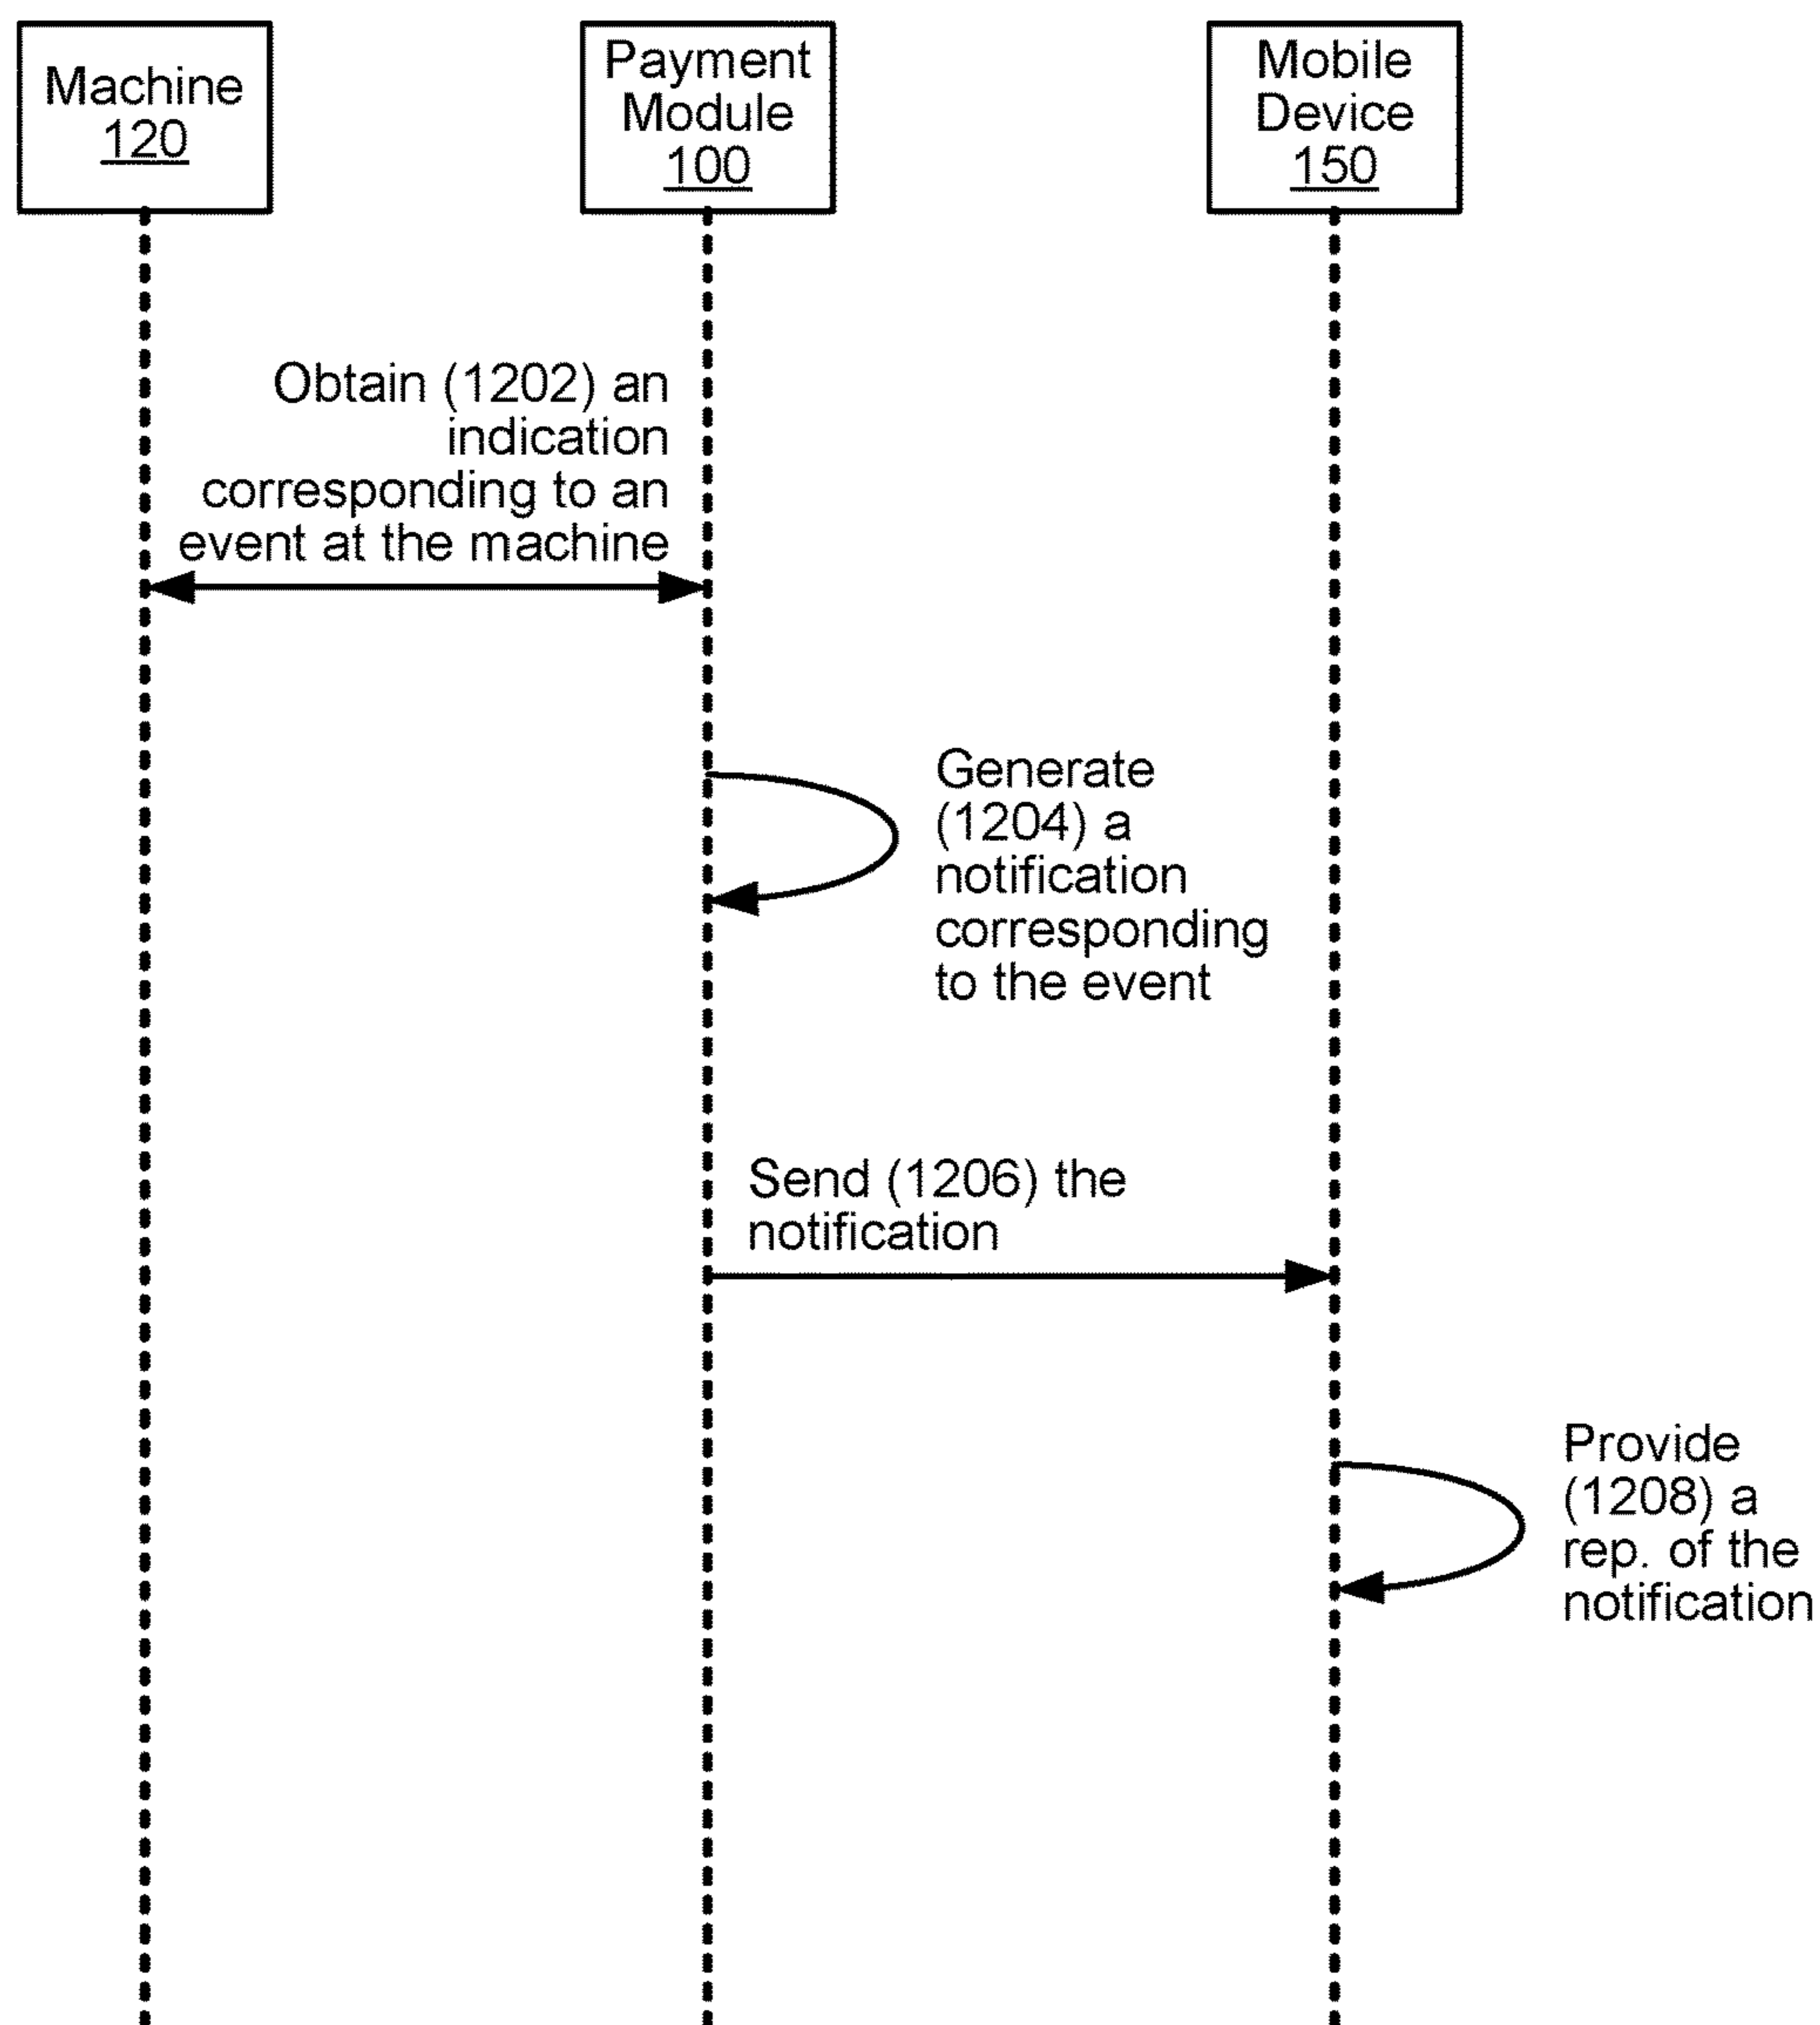 Machine
120
Payment
Module
100
Mobile
Device
150
Obtain (1202) an
indication
corresponding to an
event at the machine
Generate
(1204) a
notification
corresponding
to the event
Send (1206) the
notification
Provide
(1208) a
rep. of the
notification